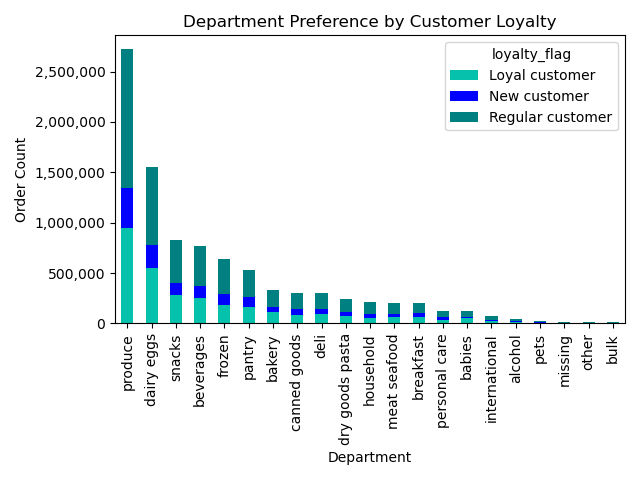 Department Preference by Customer Loyalty
loyalty_flag
Loyal customer
New customer
Regular customer
Order Count
2,500,000
2,000,000
1,500,000
1,000,000
500,000
0
produce
dairy eggs
snacks
beverages
frozen
pantry
bakery
canned goods
deli
dry goods pasta
household
meat seafood
breakfast
personal care
babies
international
alcohol
pets
missing
other
bulk
Department